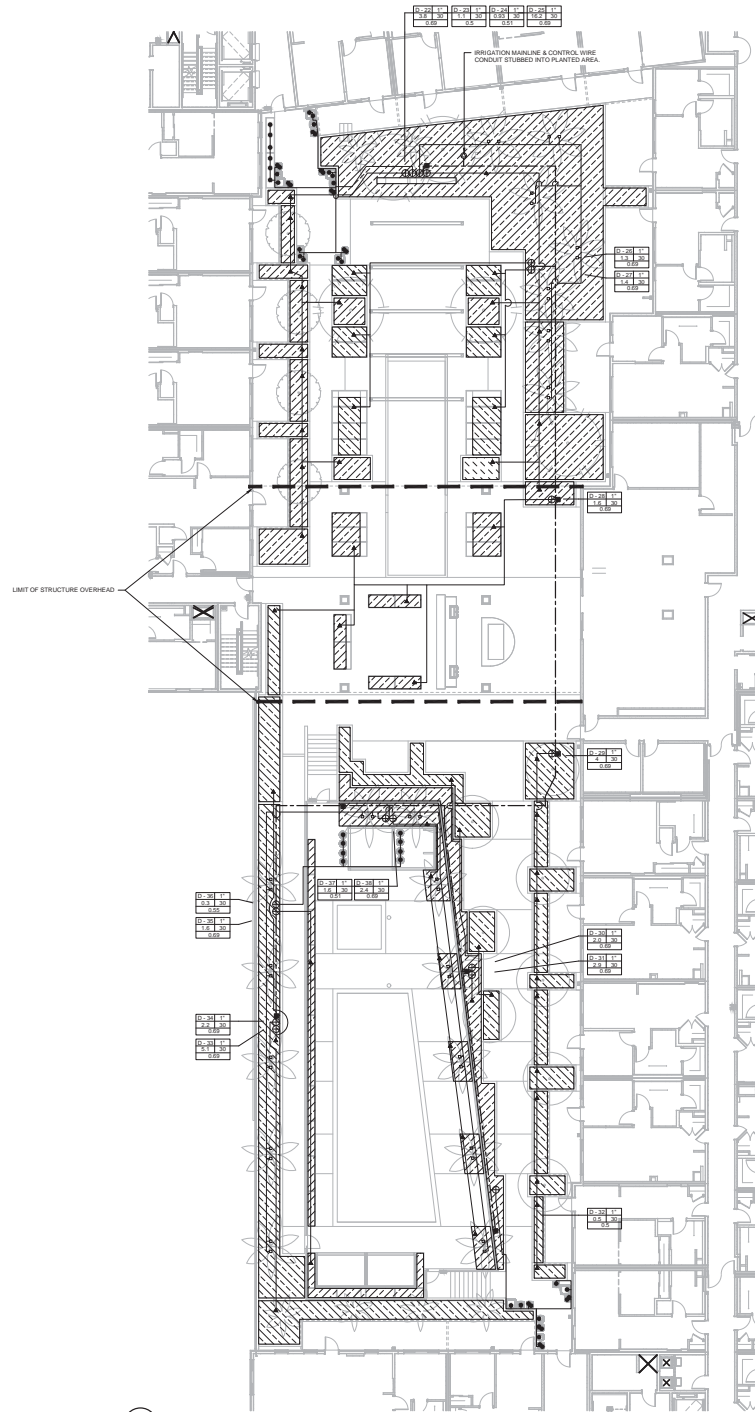 D - 22 1" D - 23 1" D - 24 1" D - 25 1"
3.8 30 1.1 30 0.93 30 16.2 30
0.69 0.5 0.51 0.69
IRRIGATION MAINLINE & CONTROL WIRE
CONDUIT STUBBED INTO PLANTED AREA.
D - 26 1"
1.3 30
0.69
D - 27 1"
1.4 30
0.69
D - 28 1"
1.6 30
0.69
LIMIT OF STRUCTURE OVERHEAD
D - 29 1"
4 30
0.69
D - 37 1" D - 38 1"
1.6 30 2.4 30
0.51 0.69
D - 36 1"
0.3 30
0.55
D - 35 1"
1.6 30
0.69
D - 30 1"
2.0 30
0.69
D - 31 1"
2.9 30
0.69
D - 34 1"
2.2 30
0.69
D - 33 1"
5.1 30
0.69
D - 32 1"
0.5 30
0.5